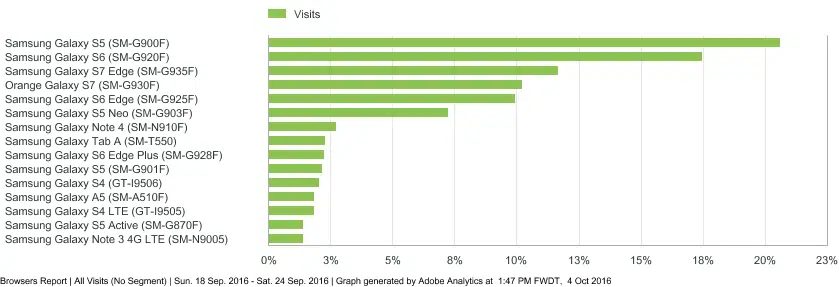 Visits
Samsung Galaxy S5 (SM-G900F)
Samsung Galaxy S6 (SM-G920F)
Samsung Galaxy S7 Edge (SM-G935F)
Orange Galaxy S7 (SM-G930F)
Samsung Galaxy S6 Edge (SM-G925F)
Samsung Galaxy S5 Neo (SM-G903F)
Samsung Galaxy Note 4 (SM-N910F)
Samsung Galaxy Tab A (SM-T550)
Samsung Galaxy S6 Edge Plus (SM-G928F)
Samsung Galaxy S5 (SM-G901F)
Samsung Galaxy S4 (GT-I9506)
Samsung Galaxy A5 (SM-A510F)
Samsung Galaxy S4 LTE (GT-I9505)
Samsung Galaxy S5 Active (SM-G870F)
Samsung Galaxy Note 3 4G LTE (SM-N9005)
0% 3% 5% 8% 10% 13% 15% 18% 20% 23%
Browsers Report | All Visits (No Segment) | Sun. 18 Sep. 2016 - Sat. 24 Sep. 2016 | Graph generated by Adobe Analytics at 1:47 PM FWDT, 4 Oct 2016